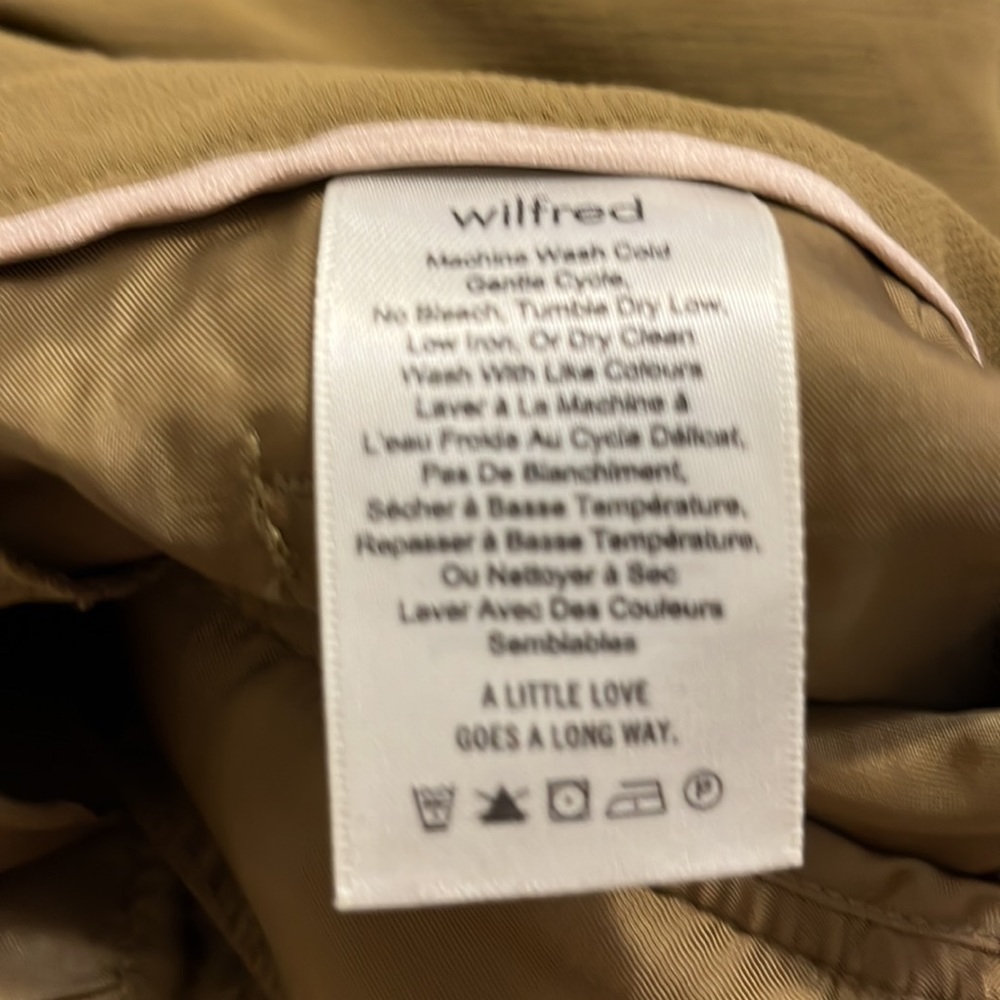 wilfred
Machine Wash Cold
Gentle Cycle,
No Bleach, Tumble Dry Low,
Low Iron, Or Dry Clean
Wash With Like Colours
Laver à La Machine à
L'eau Froide Au Cycle Délicat,
Pas De Blanchiment,
Sécher à Basse Température,
Repasser à Basse Température,
Ou Nettoyer à Sec
Laver Avec Des Couleurs
Semblables
A LITTLE LOVE
GOES A LONG WAY.
P